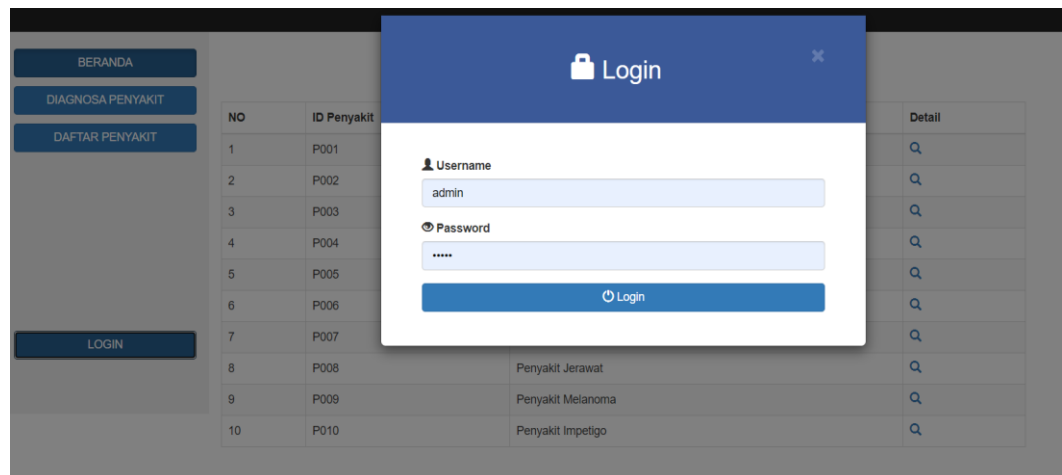 BERANDA
DIAGNOSA PENYAKIT
DAFTAR PENYAKIT
LOGIN
Login
×
Username
admin
Password
•••••
Login
NO ID Penyakit Detail
1 P001
2 P002
3 P003
4 P004
5 P005
6 P006
7 P007
8 P008 Penyakit Jerawat
9 P009 Penyakit Melanoma
10 P010 Penyakit Impetigo